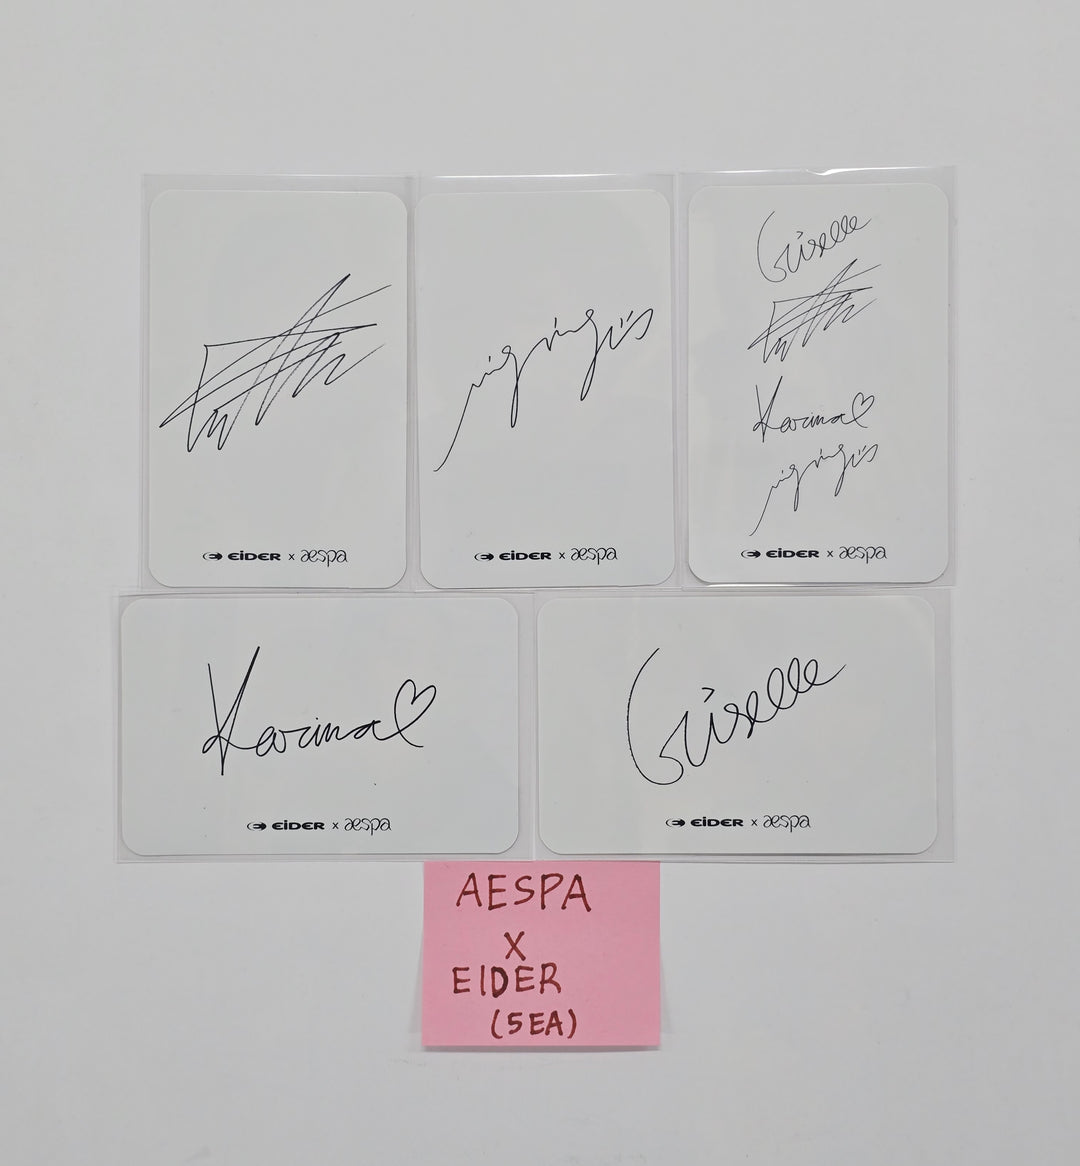 Giselle
Karina♡
EiDER x aespa
EiDER x aespa
EiDER x aespa
Karina♡
Giselle
EiDER x aespa
EiDER x aespa
AESPA
X
EIDER
(5EA)